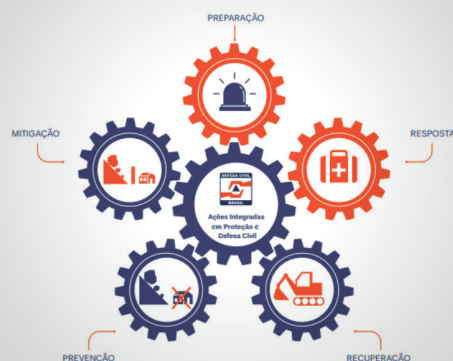 PREPARAÇÃO
MITIGAÇÃO
RESPOSTA
DEFESA CIVIL
BRASIL
Ações Integradas
em Proteção e
Defesa Civil
PREVENÇÃO
RECUPERAÇÃO